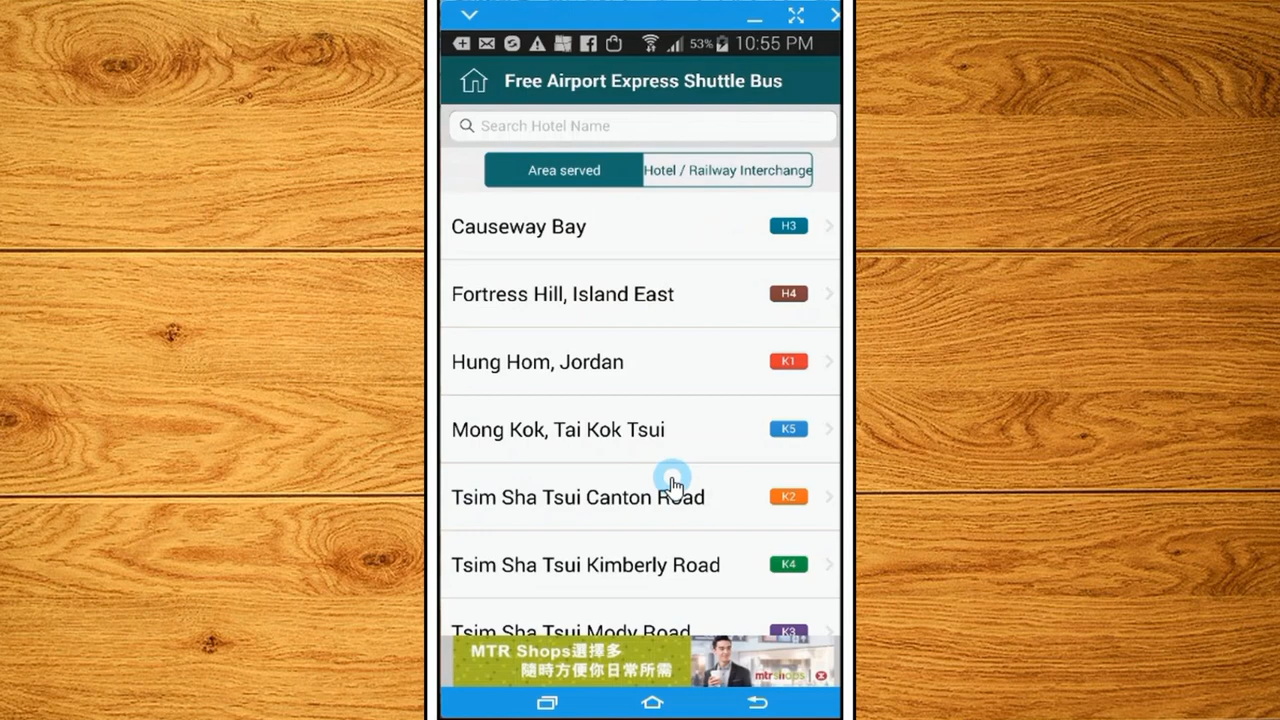 53% 10:55 PM
Free Airport Express Shuttle Bus
Search Hotel Name
Area served Hotel / Railway Interchange
Causeway Bay H3
Fortress Hill, Island East H4
Hung Hom, Jordan K1
Mong Kok, Tai Kok Tsui K5
Tsim Sha Tsui Canton Road K2
Tsim Sha Tsui Kimberly Road K4
Tsim Sha Tsui Mody Road K3
MTR Shops選擇多
隨時方便你日常所需
mtrshops